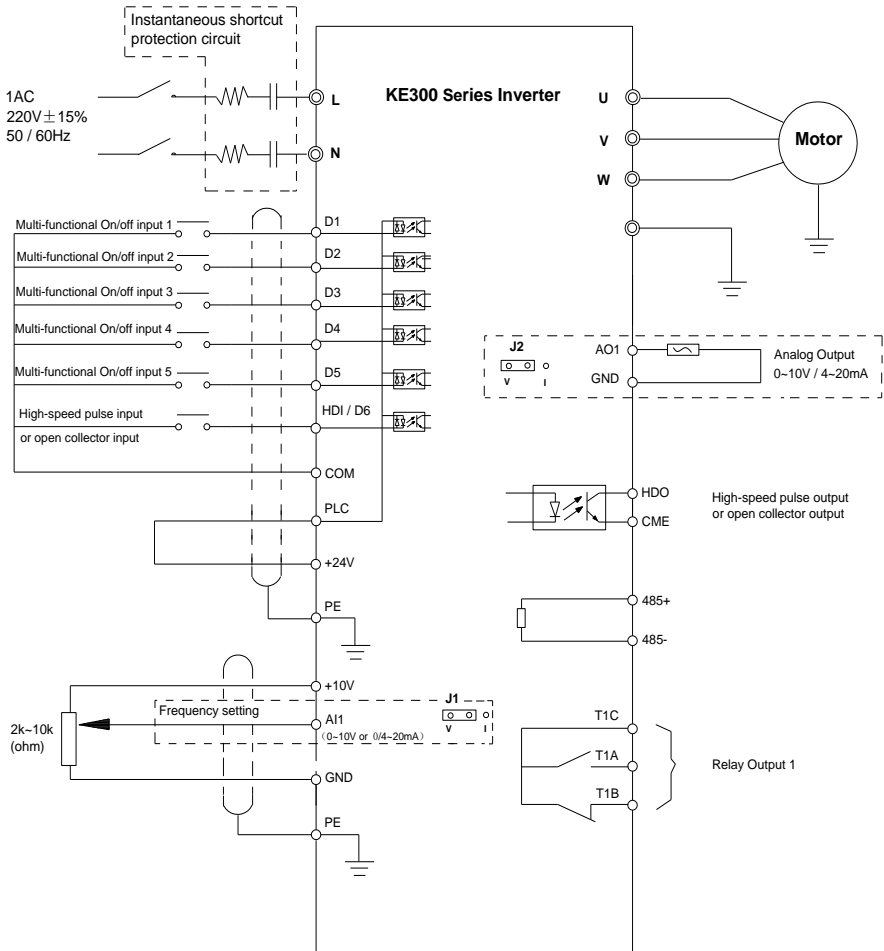 Instantaneous shortcut
protection circuit
1AC
220V±15%
50 / 60Hz
L
N
KE300 Series Inverter
U
V
W
Motor
Multi-functional On/off input 1
D1
Multi-functional On/off input 2
D2
Multi-functional On/off input 3
D3
Multi-functional On/off input 4
D4
Multi-functional On/off input 5
D5
High-speed pulse input
or open collector input
HDI / D6
COM
PLC
+24V
PE
J2
V
I
AO1
GND
Analog Output
0~10V / 4~20mA
HDO
CME
High-speed pulse output
or open collector output
485+
485-
+10V
Frequency setting
J1
V
I
AI1
(0~10V or 0/4~20mA)
2k~10k
(ohm)
GND
PE
T1C
T1A
T1B
Relay Output 1